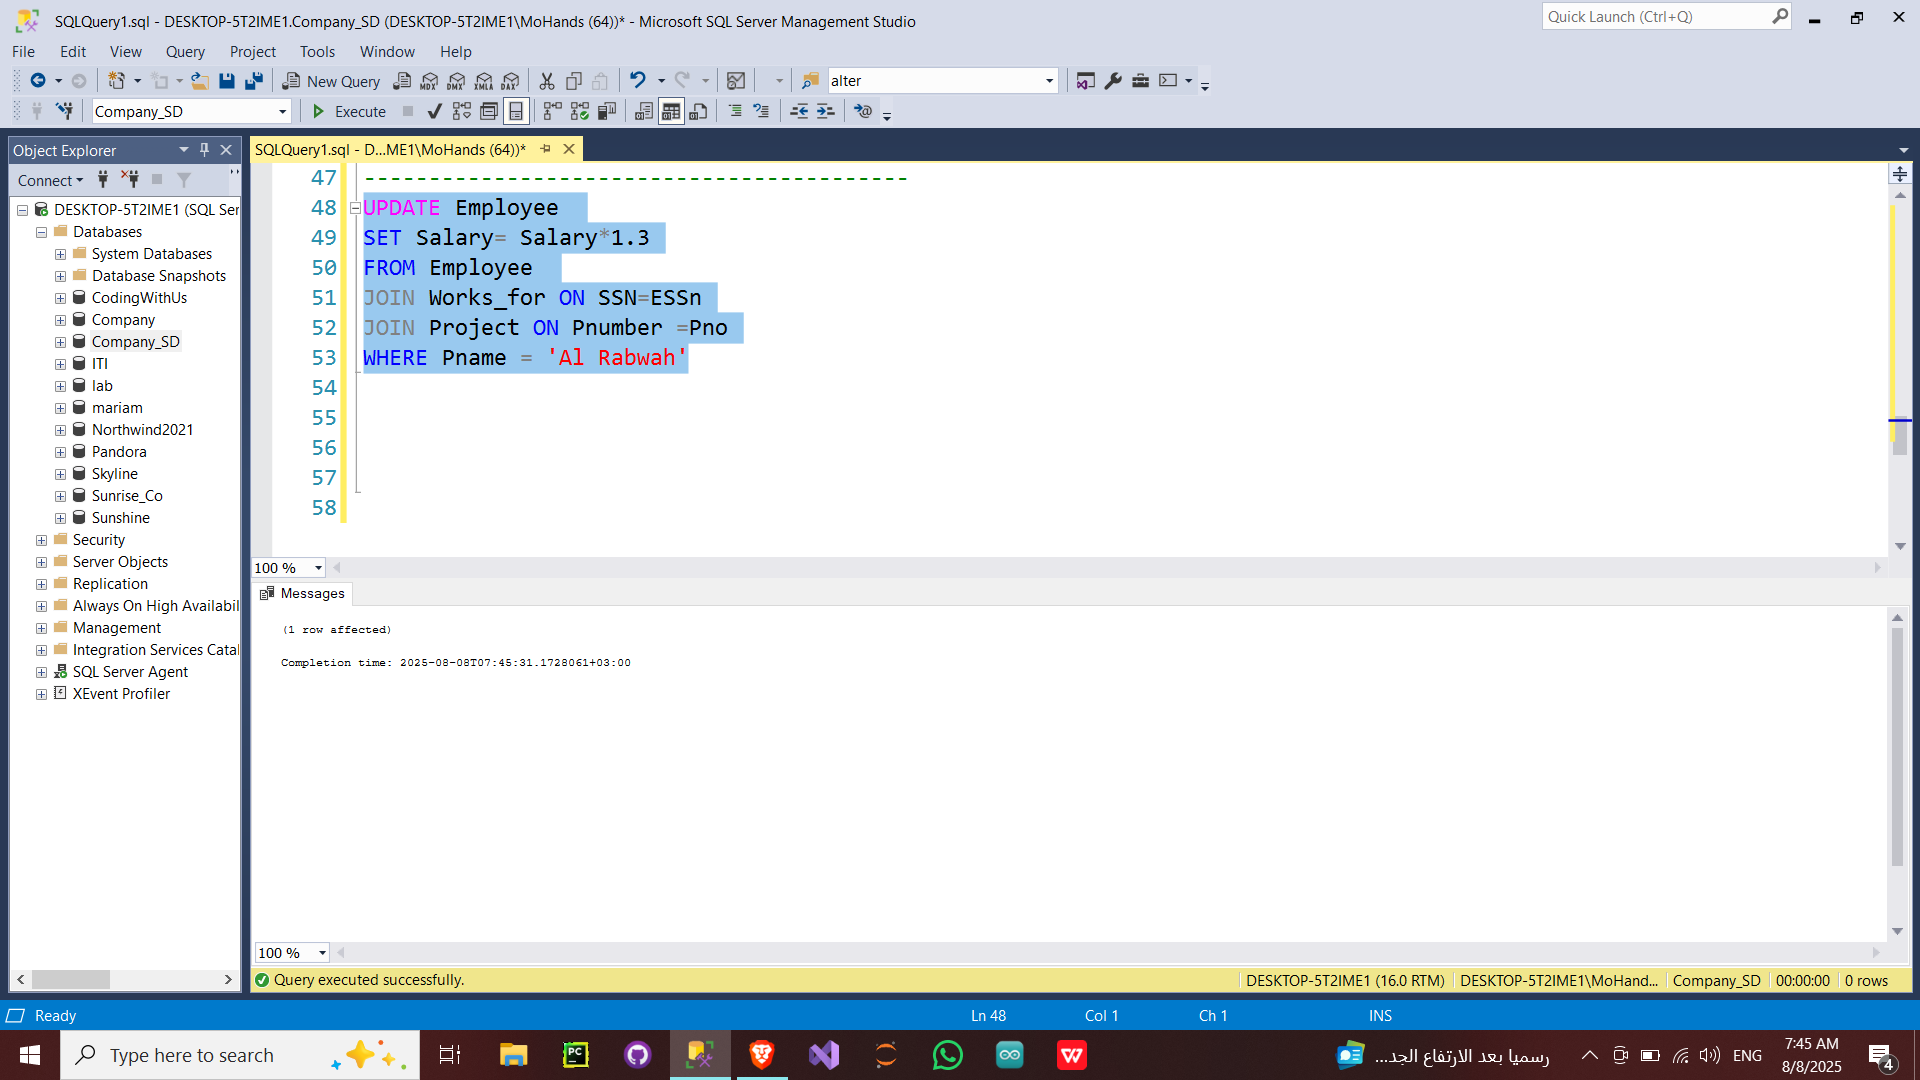 SQLQuery1.sql - DESKTOP-5T2IME1.Company_SD (DESKTOP-5T2IME1\MoHands (64))* - Microsoft SQL Server Management Studio
Quick Launch (Ctrl+Q)
File Edit View Query Project Tools Window Help
New Query
MDX DMX XMLA DAX
alter
Company_SD
Execute
Object Explorer
Connect
DESKTOP-5T2IME1 (SQL Ser
Databases
System Databases
Database Snapshots
CodingWithUs
Company
Company_SD
ITI
lab
mariam
Northwind2021
Pandora
Skyline
Sunrise_Co
Sunshine
Security
Server Objects
Replication
Always On High Availabil
Management
Integration Services Catal
SQL Server Agent
XEvent Profiler
SQLQuery1.sql - D...ME1\MoHands (64))*
47 ------------------------------------------
48 UPDATE Employee
49 SET Salary= Salary*1.3
50 FROM Employee
51 JOIN Works_for ON SSN=ESSn
52 JOIN Project ON Pnumber =Pno
53 WHERE Pname = 'Al Rabwah'
54
55
56
57
58
100 %
Messages
(1 row affected)
Completion time: 2025-08-08T07:45:31.1728061+03:00
100 %
Query executed successfully.
DESKTOP-5T2IME1 (16.0 RTM) DESKTOP-5T2IME1\MoHand... Company_SD 00:00:00 0 rows
Ready
Ln 48 Col 1 Ch 1 INS
Type here to search
PC
رسميا بعد الارتفاع الجد...
ENG
7:45 AM
8/8/2025
4